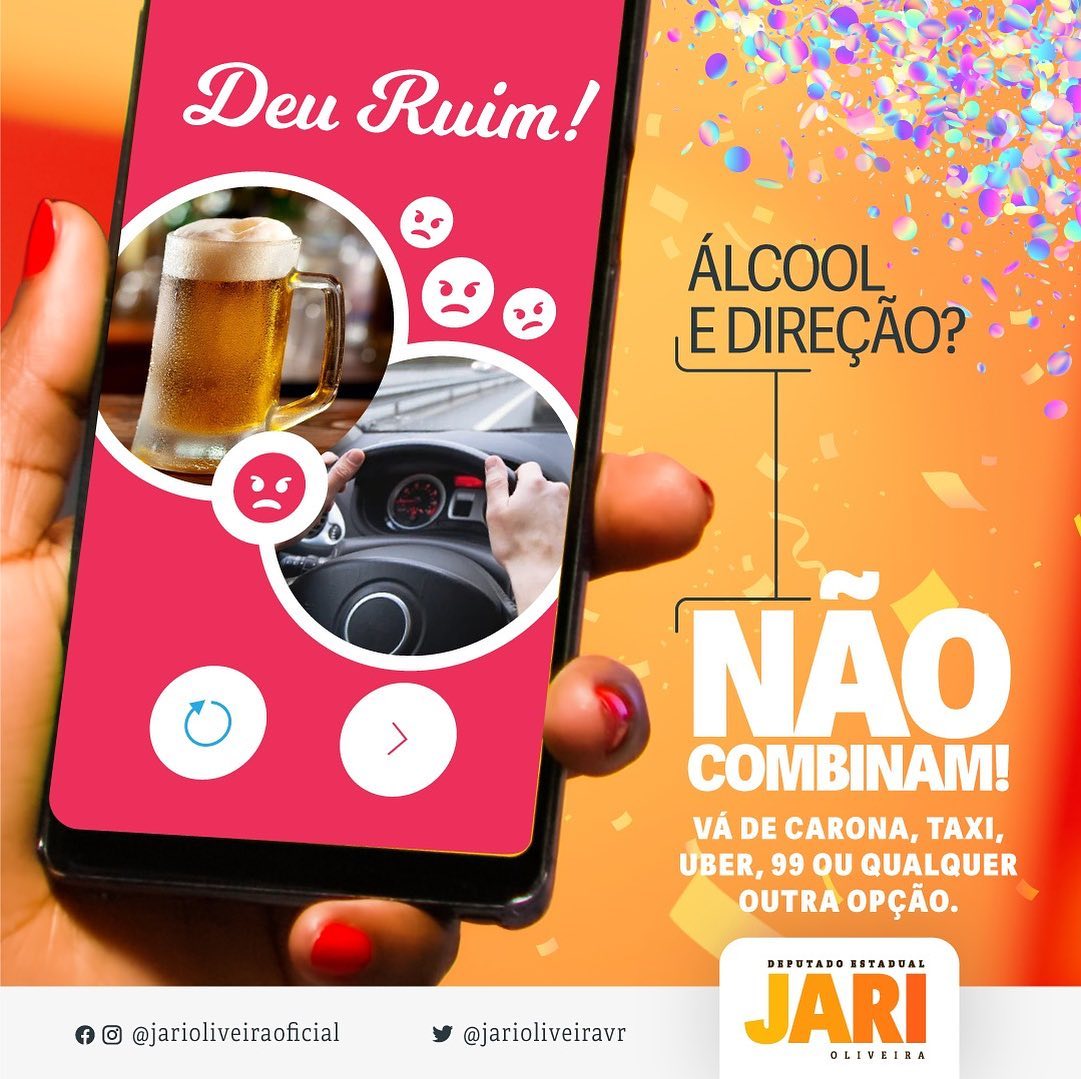 Deu Ruim!
ÁLCOOL
E DIREÇÃO?
NÃO
COMBINAM!
VÁ DE CARONA, TAXI,
UBER, 99 OU QUALQUER
OUTRA OPÇÃO.
DEPUTADO ESTADUAL
JARI
OLIVEIRA
@jarioliveiraoficial
@jarioliveiravr